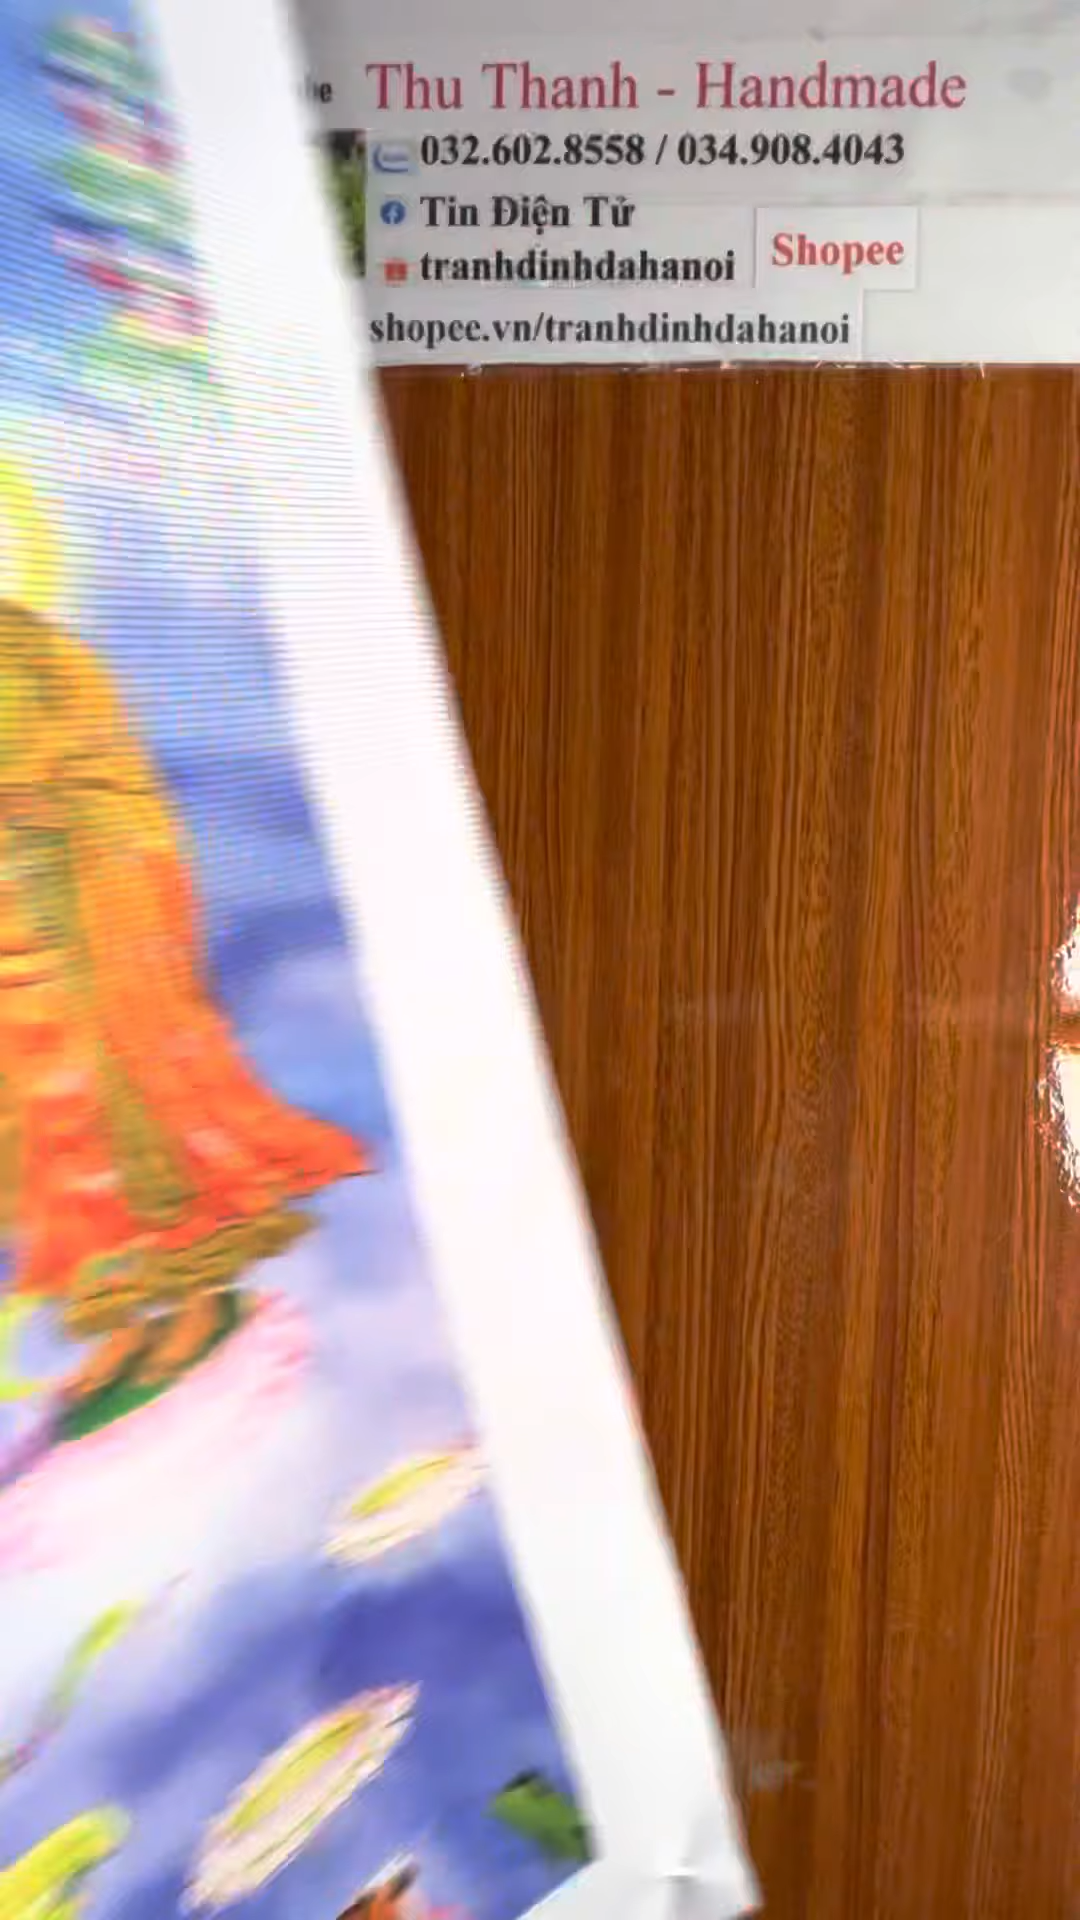 Thu Thanh - Handmade
032.602.8558 / 034.908.4043
Tin Điện Tử
tranhdinhdahanoi Shopee
shopee.vn/tranhdinhdahanoi